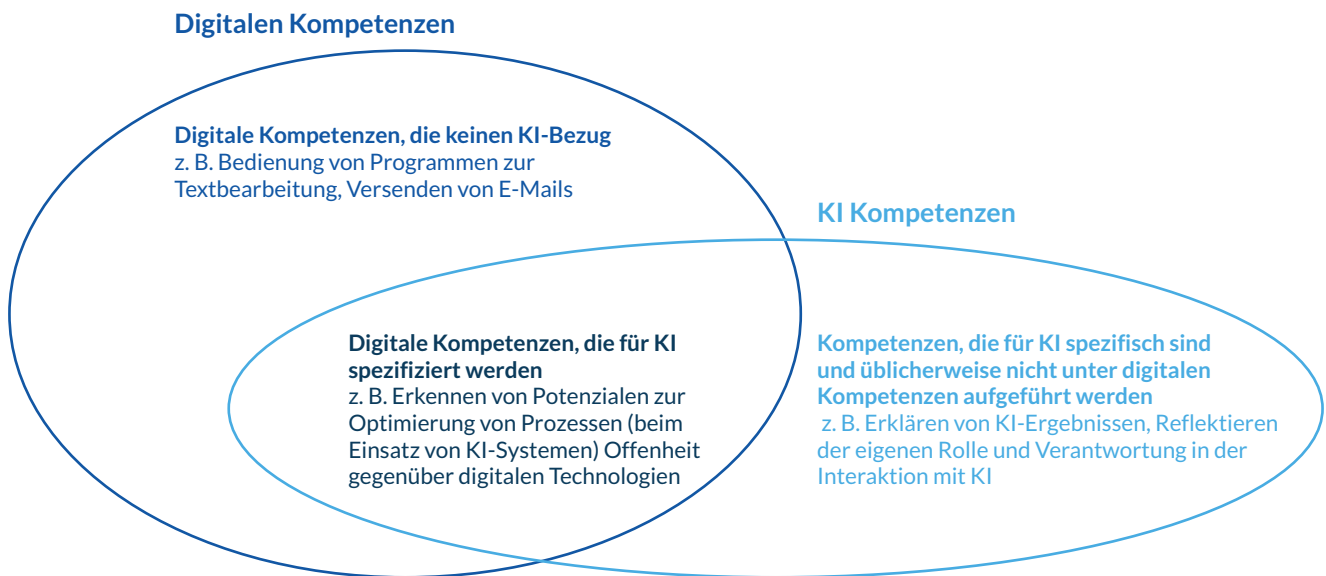 Digitalen Kompetenzen
Digitale Kompetenzen, die keinen KI-Bezug
z. B. Bedienung von Programmen zur
Textbearbeitung, Versenden von E-Mails
KI Kompetenzen
Digitale Kompetenzen, die für KI
spezifiziert werden
z. B. Erkennen von Potenzialen zur
Optimierung von Prozessen (beim
Einsatz von KI-Systemen) Offenheit
gegenüber digitalen Technologien
Kompetenzen, die für KI spezifisch sind
und üblicherweise nicht unter digitalen
Kompetenzen aufgeführt werden
z. B. Erklären von KI-Ergebnissen, Reflektieren
der eigenen Rolle und Verantwortung in der
Interaktion mit KI